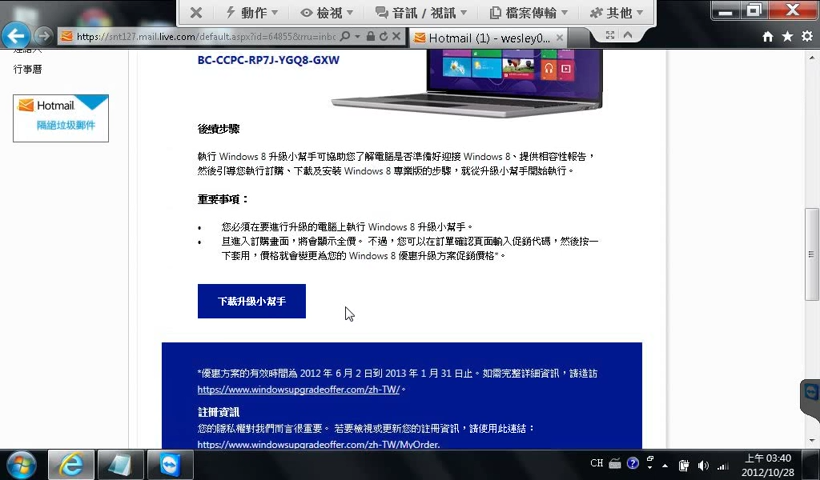 動作
檢視
音訊 / 視訊
檔案傳輸
其他
https://snt127.mail.live.com/default.aspx?id=64855&rru=inbo
Hotmail (1) - wesley0...
行事曆
Hotmail
隔絕垃圾郵件
BC-CCPC-RP7J-YGQ8-GXW
後續步驟
執行 Windows 8 升級小幫手可協助您了解電腦是否準備好迎接 Windows 8、提供相容性報告，
然後引導您執行訂購、下載及安裝 Windows 8 專業版的步驟，就從升級小幫手開始執行。
重要事項：
• 您必須在要進行升級的電腦上執行 Windows 8 升級小幫手。
• 且進入訂購畫面，將會顯示全價。 不過，您可以在訂單確認頁面輸入促銷代碼，然後按一
下套用，價格就會變更為您的 Windows 8 優惠升級方案促銷價格*。
下載升級小幫手
*優惠方案的有效時間為 2012 年 6 月 2 日到 2013 年 1 月 31 日止。如需完整詳細資訊，請造訪
https://www.windowsupgradeoffer.com/zh-TW/。
註冊資訊
您的隱私權對我們而言很重要。 若要檢視或更新您的註冊資訊，請使用此連結：
https://www.windowsupgradeoffer.com/zh-TW/MyOrder.
CH
上午 03:40
2012/10/28